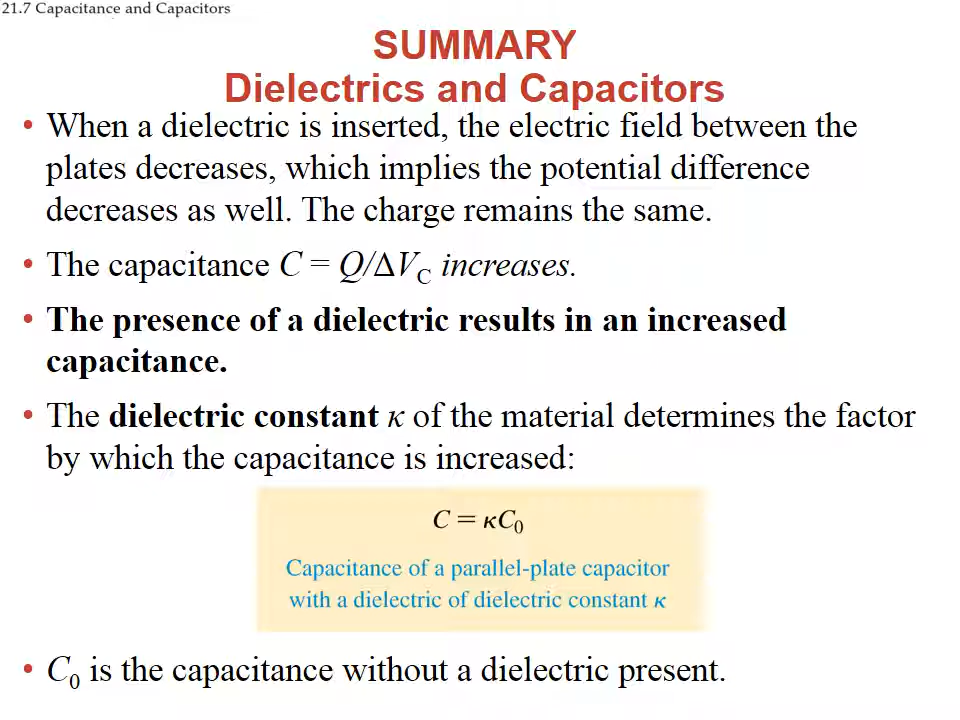 21.7 Capacitance and Capacitors
SUMMARY
Dielectrics and Capacitors
• When a dielectric is inserted, the electric field between the
plates decreases, which implies the potential difference
decreases as well. The charge remains the same.
• The capacitance C = Q/ΔV_C increases.
• The presence of a dielectric results in an increased
capacitance.
• The dielectric constant κ of the material determines the factor
by which the capacitance is increased:
C = κC₀
Capacitance of a parallel-plate capacitor
with a dielectric of dielectric constant κ
• C₀ is the capacitance without a dielectric present.